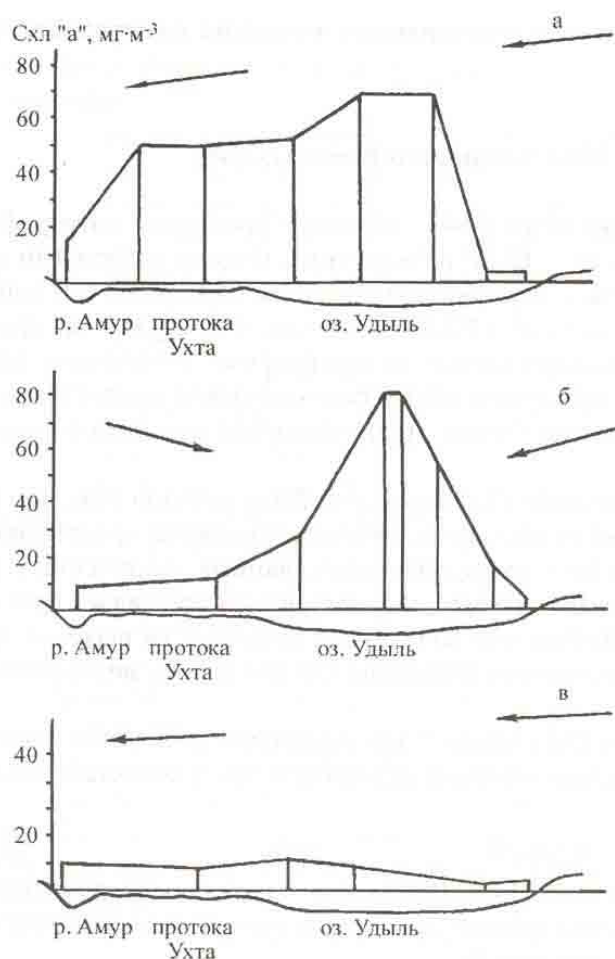 Схл "а", мг·м-3
а
80
60
40
20
р. Амур протока оз. Удыль
Ухта
80
б
60
40
20
р. Амур протока оз. Удыль
Ухта
в
40
20
р. Амур протока оз. Удыль
Ухта